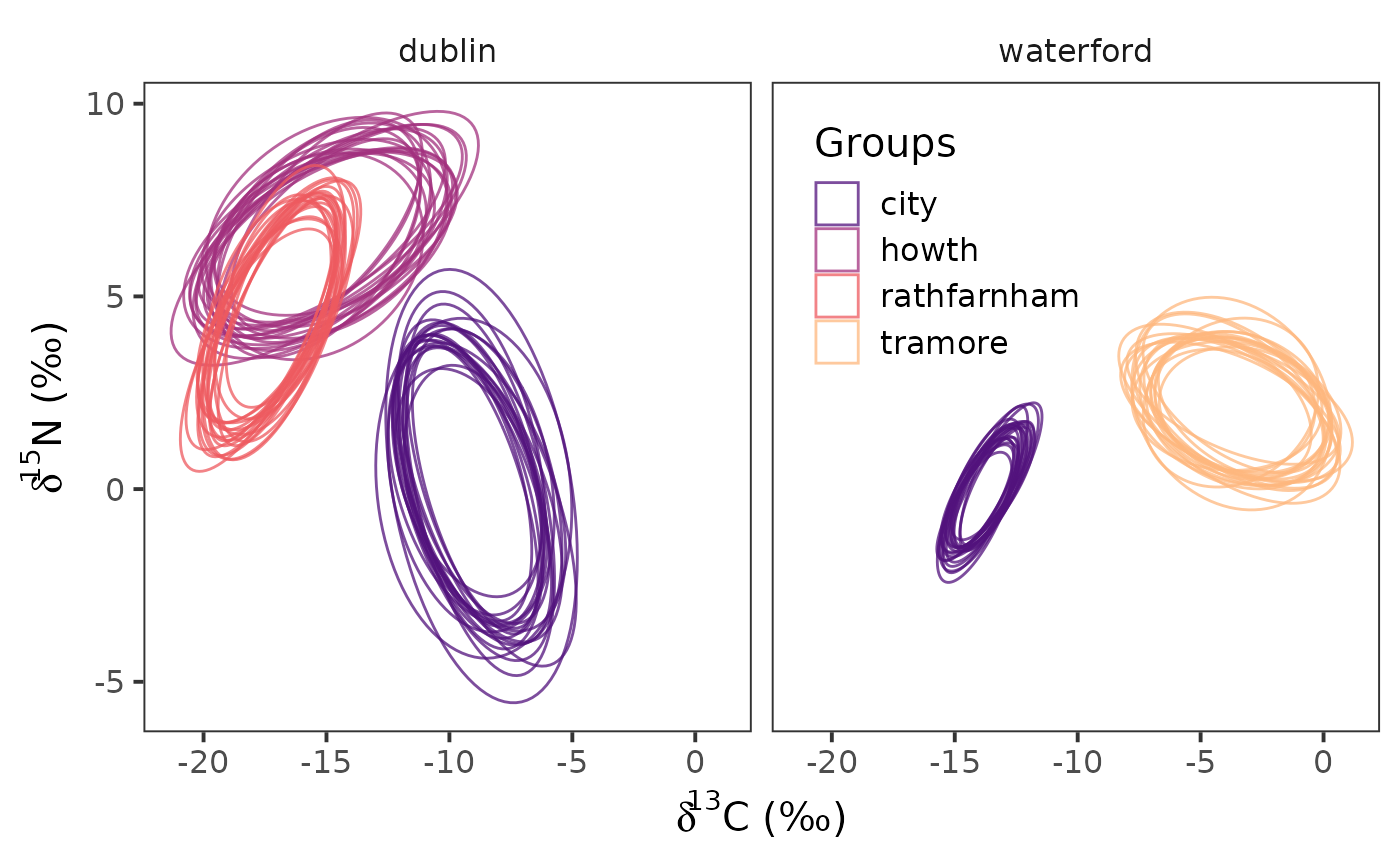 dublin
waterford
10
5
0
-5
δ15N (‰)
Groups
city
howth
rathfarnham
tramore
-20 -15 -10 -5 0
-20 -15 -10 -5 0
δ13C (‰)